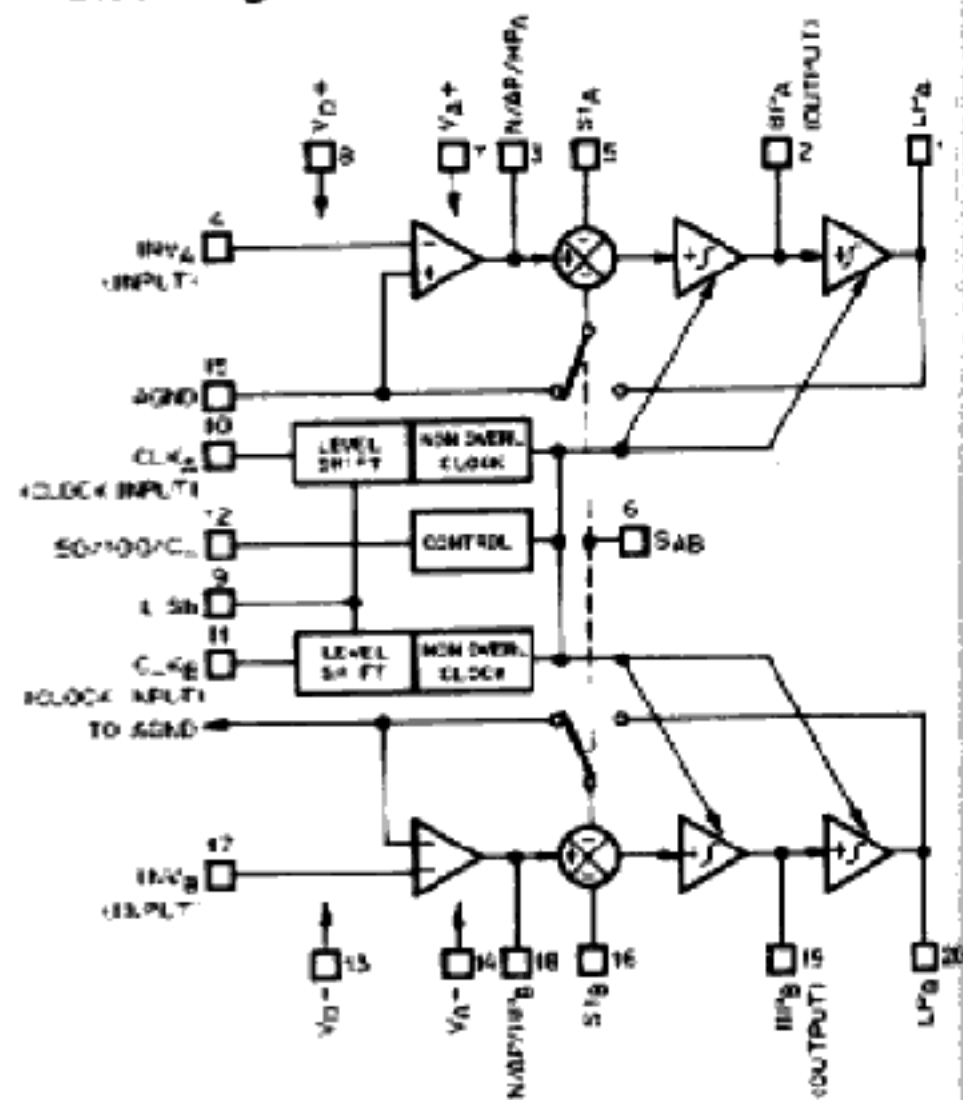 VD+
8
VA+
7
N/AP/HPA
3
S1A
5
BPA
(OUTPUT)
2
LPA
1
4
INVA
(INPUT)
15
AGND
10
CLKA
(CLOCK INPUT)
LEVEL
SHIFT
NON OVERL
CLOCK
12
50/100/CL
CONTROL
6
SAB
9
L Sh
11
CLKB
(CLOCK INPUT)
LEVEL
SHIFT
NON OVERL
CLOCK
TO AGND
17
INVB
(INPUT)
13
VD-
14
VA-
18
N/AP/HPB
16
S1B
19
BPB
(OUTPUT)
20
LPB